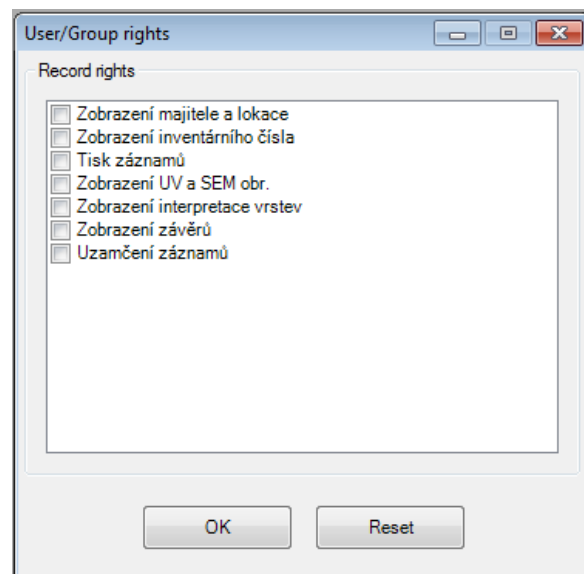 User/Group rights
Record rights
Zobrazení majitele a lokace
Zobrazení inventárního čísla
Tisk záznamů
Zobrazení UV a SEM obr.
Zobrazení interpretace vrstev
Zobrazení závěrů
Uzamčení záznamů
OK Reset